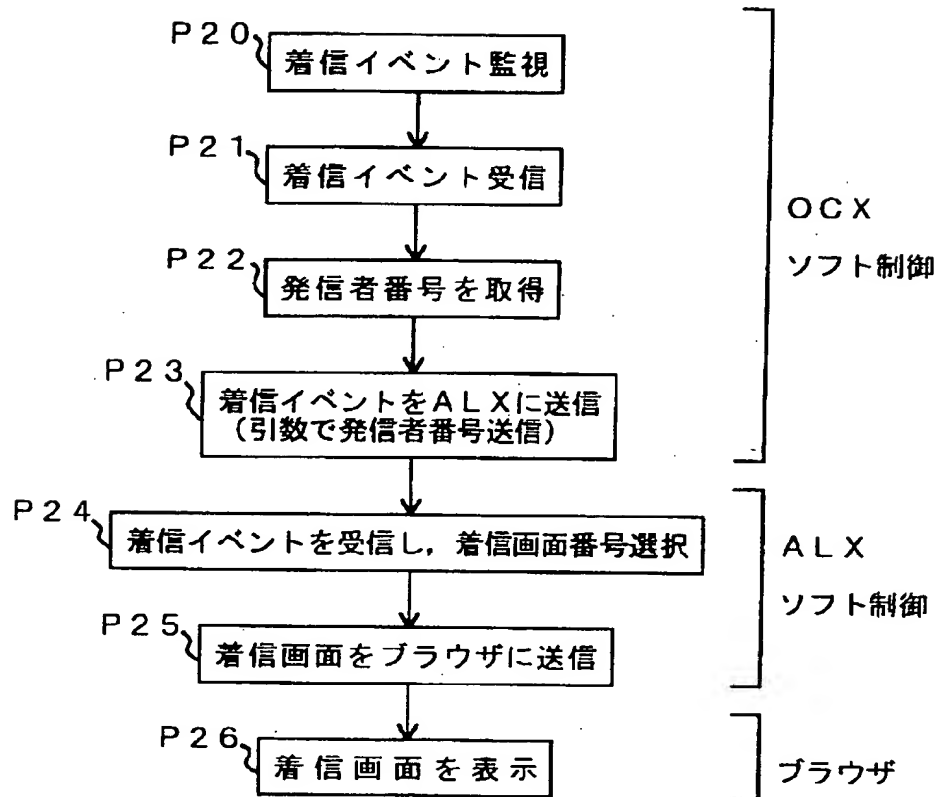 P20
着信イベント監視
P21
着信イベント受信
P22
発信者番号を取得
P23
着信イベントをALXに送信
(引数で発信者番号送信)
OCX
ソフト制御
P24
着信イベントを受信し,着信画面番号選択
P25
着信画面をブラウザに送信
ALX
ソフト制御
P26
着信画面を表示
ブラウザ